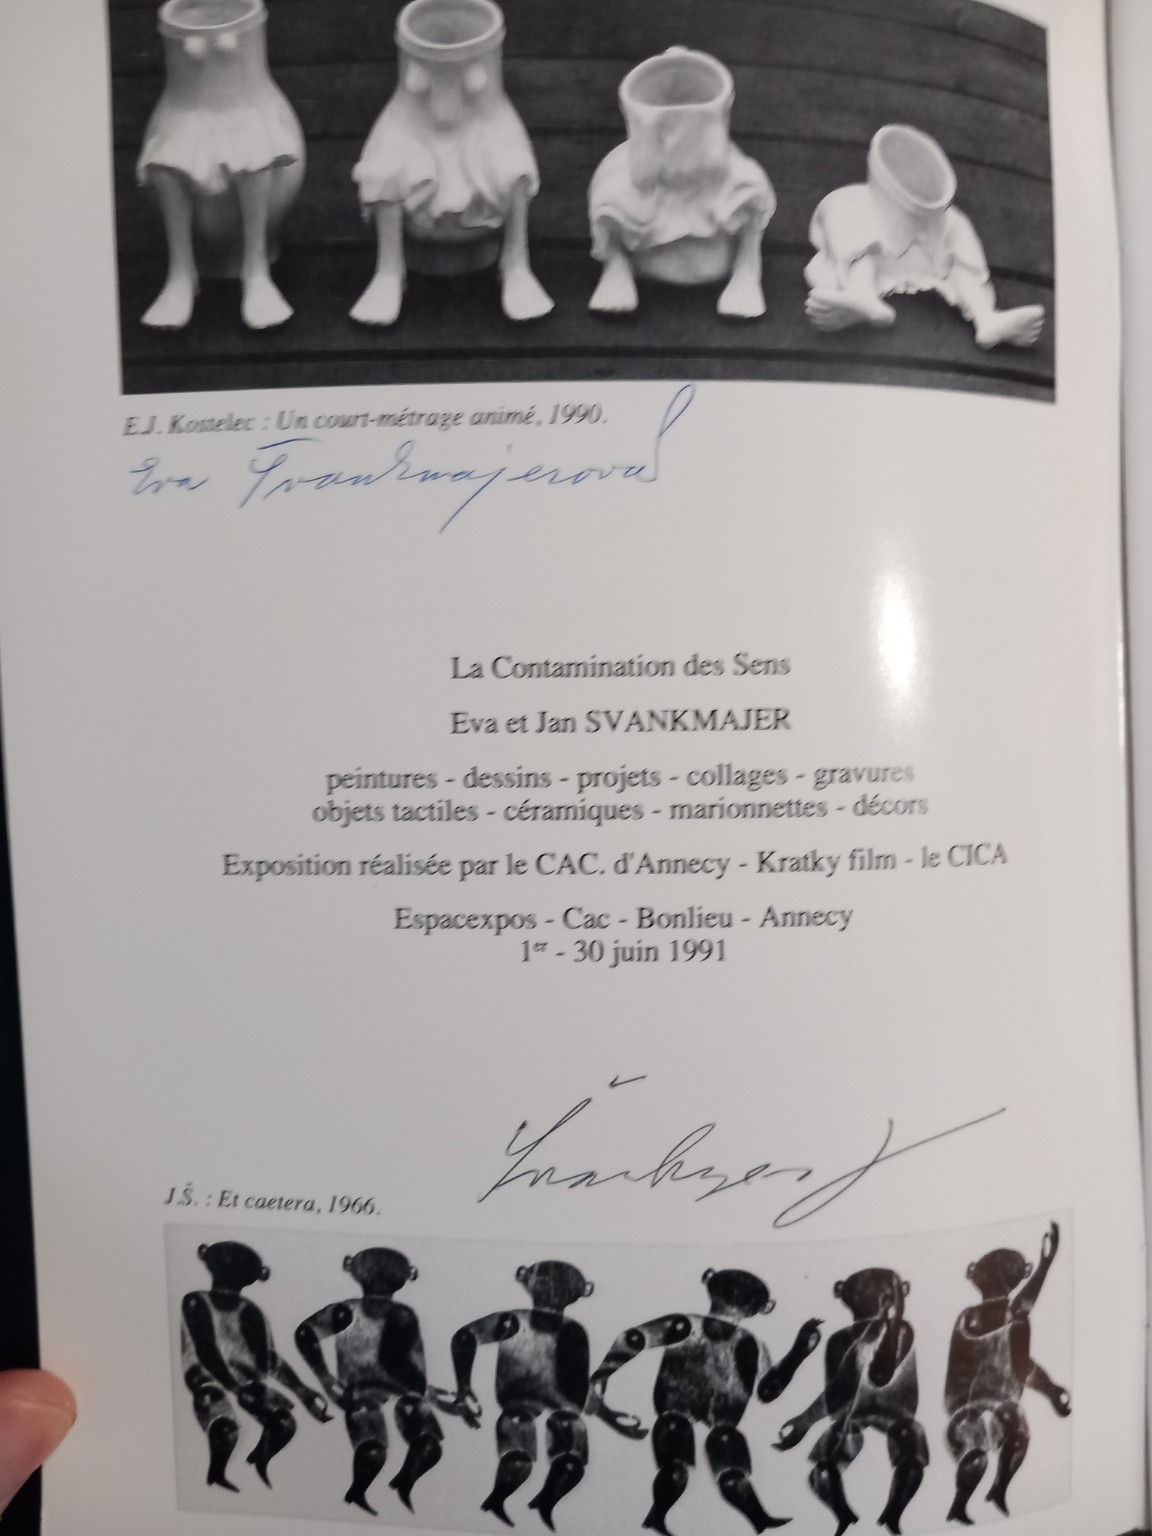 E.J. Kostelec : Un court-métrage animé, 1990.
Eva Švankmajerová
La Contamination des Sens
Eva et Jan SVANKMAJER
peintures - dessins - projets - collages - gravures
objets tactiles - céramiques - marionnettes - décors
Exposition réalisée par le CAC. d'Annecy - Kratky film - le CICA
Espacexpos - Cac - Bonlieu - Annecy
1er - 30 juin 1991
Švankmajer J
J.Š. : Et caetera, 1966.